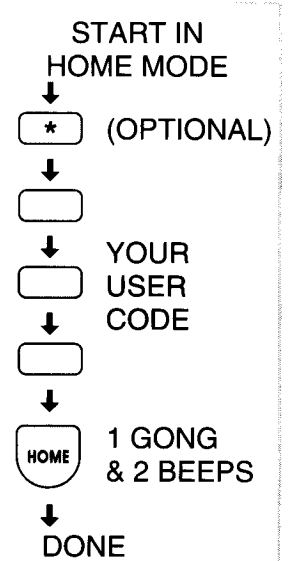 START IN
HOME MODE
* (OPTIONAL)
YOUR
USER
CODE
HOME
1 GONG
& 2 BEEPS
DONE